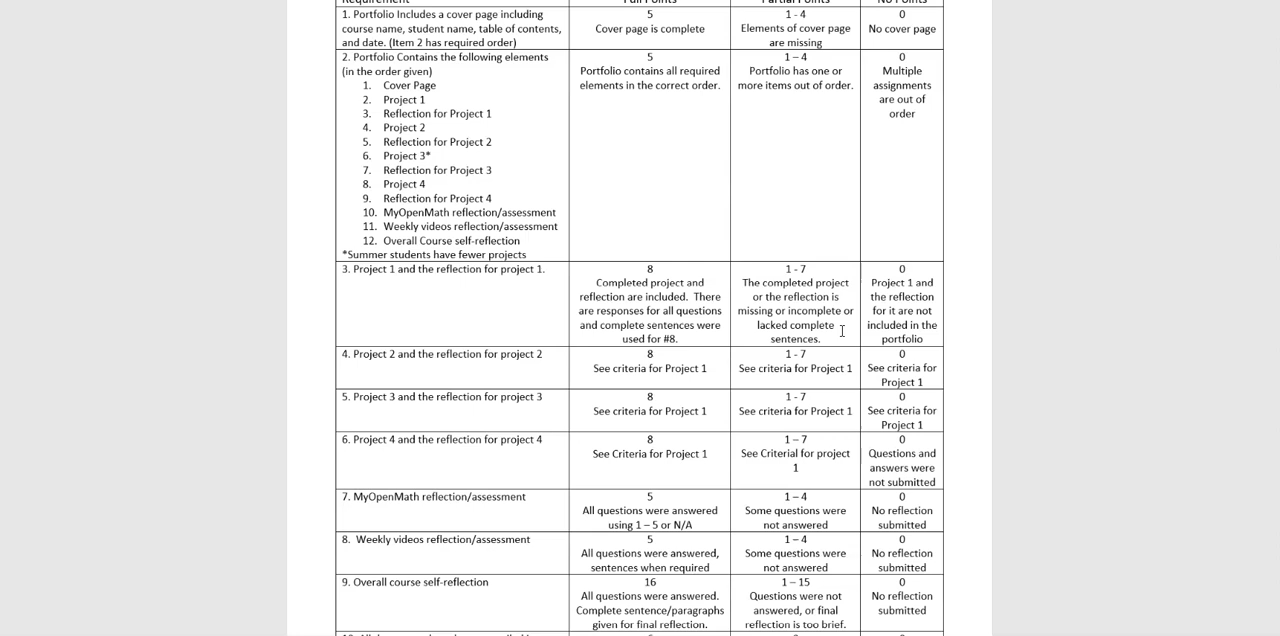 Requirement Full Points Partial Points No Points
1. Portfolio Includes a cover page including
course name, student name, table of contents,
and date. (Item 2 has required order)
5
Cover page is complete
1 - 4
Elements of cover page
are missing
0
No cover page
2. Portfolio Contains the following elements
(in the order given)
1. Cover Page
2. Project 1
3. Reflection for Project 1
4. Project 2
5. Reflection for Project 2
6. Project 3*
7. Reflection for Project 3
8. Project 4
9. Reflection for Project 4
10. MyOpenMath reflection/assessment
11. Weekly videos reflection/assessment
12. Overall Course self-reflection
*Summer students have fewer projects
5
Portfolio contains all required
elements in the correct order.
1 – 4
Portfolio has one or
more items out of order.
0
Multiple
assignments
are out of
order
3. Project 1 and the reflection for project 1.
8
Completed project and
reflection are included. There
are responses for all questions
and complete sentences were
used for #8.
1 - 7
The completed project
or the reflection is
missing or incomplete or
lacked complete
sentences.
0
Project 1 and
the reflection
for it are not
included in the
portfolio
4. Project 2 and the reflection for project 2
8
See criteria for Project 1
1 - 7
See criteria for Project 1
0
See criteria for
Project 1
5. Project 3 and the reflection for project 3
8
See criteria for Project 1
1 - 7
See criteria for Project 1
0
See criteria for
Project 1
6. Project 4 and the reflection for project 4
8
See Criteria for Project 1
1 – 7
See Criterial for project
1
0
Questions and
answers were
not submitted
7. MyOpenMath reflection/assessment
5
All questions were answered
using 1 – 5 or N/A
1 – 4
Some questions were
not answered
0
No reflection
submitted
8. Weekly videos reflection/assessment
5
All questions were answered,
sentences when required
1 – 4
Some questions were
not answered
0
No reflection
submitted
9. Overall course self-reflection
16
All questions were answered.
Complete sentence/paragraphs
given for final reflection.
1 – 15
Questions were not
answered, or final
reflection is too brief.
0
No reflection
submitted